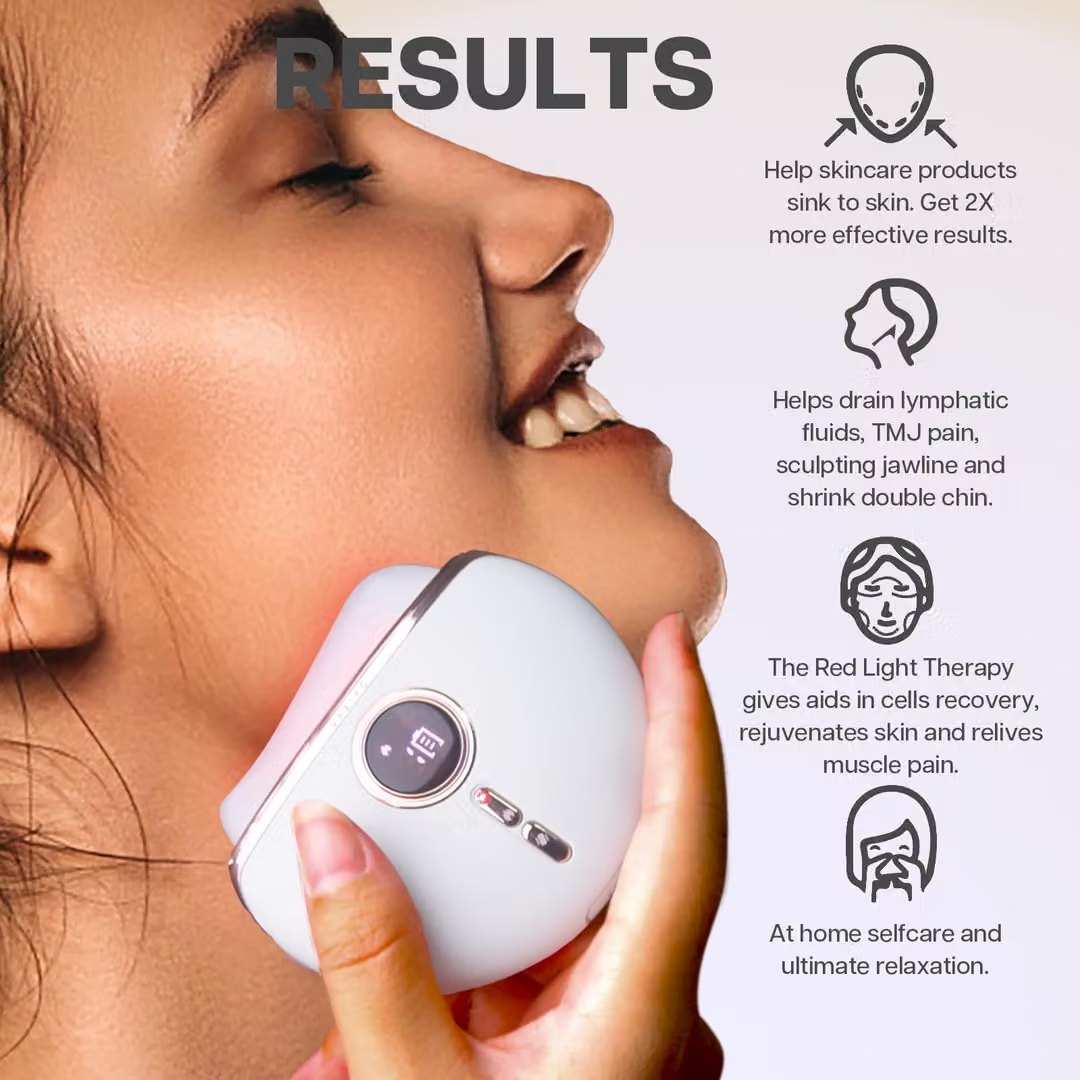 RESULTS
Help skincare products
sink to skin. Get 2X
more effective results.
Helps drain lymphatic
fluids, TMJ pain,
sculpting jawline and
shrink double chin.
The Red Light Therapy
gives aids in cells recovery,
rejuvenates skin and relives
muscle pain.
At home selfcare and
ultimate relaxation.